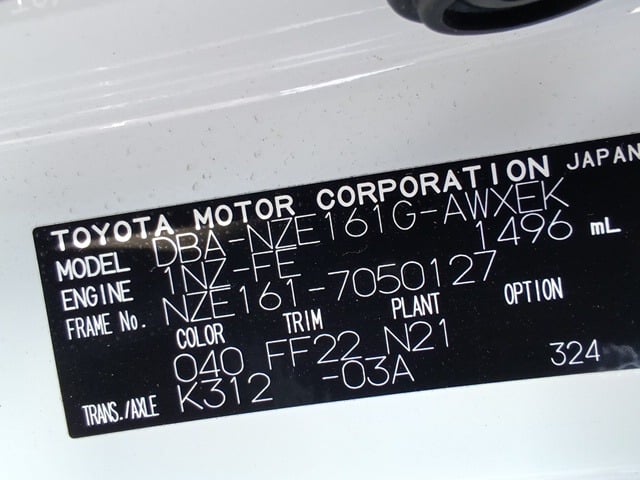 TOYOTA MOTOR CORPORATION JAPAN
MODEL DBA-NZE161G-AWXEK
ENGINE 1NZ-FE 1496 mL
FRAME No. NZE161-7050127
COLOR TRIM PLANT OPTION
040 FF22 N21
TRANS./AXLE K312 -03A 324